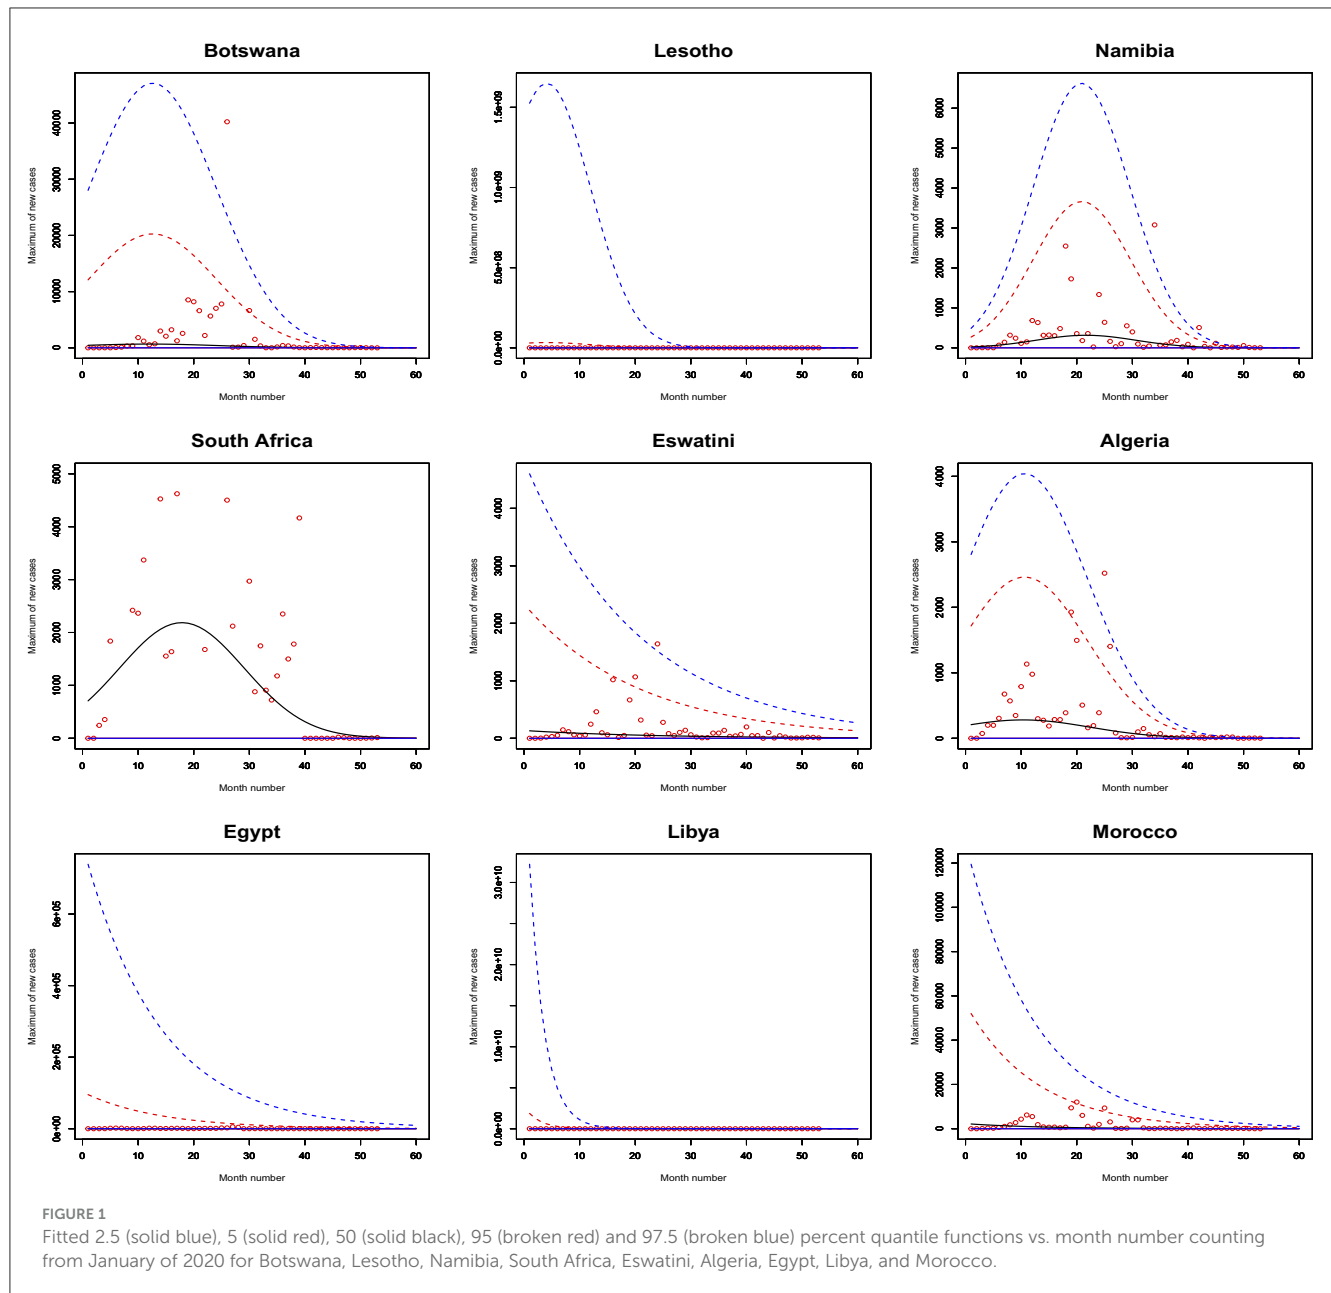 Botswana
Maximum of new cases
0 10000 20000 30000 40000
0 10 20 30 40 50 60
Month number
Lesotho
Maximum of new cases
0.0e+00 5.0e+08 1.0e+09 1.5e+09
0 10 20 30 40 50 60
Month number
Namibia
Maximum of new cases
0 1000 2000 3000 4000 5000 6000
0 10 20 30 40 50 60
Month number
South Africa
Maximum of new cases
0 1000 2000 3000 4000 5000
0 10 20 30 40 50 60
Month number
Eswatini
Maximum of new cases
0 1000 2000 3000 4000
0 10 20 30 40 50 60
Month number
Algeria
Maximum of new cases
0 1000 2000 3000 4000
0 10 20 30 40 50 60
Month number
Egypt
Maximum of new cases
0e+00 2e+05 4e+05 6e+05
0 10 20 30 40 50 60
Month number
Libya
Maximum of new cases
0.0e+00 1.0e+10 2.0e+10 3.0e+10
0 10 20 30 40 50 60
Month number
Morocco
Maximum of new cases
0 20000 40000 60000 80000 100000 120000
0 10 20 30 40 50 60
Month number
FIGURE 1
Fitted 2.5 (solid blue), 5 (solid red), 50 (solid black), 95 (broken red) and 97.5 (broken blue) percent quantile functions vs. month number counting
from January of 2020 for Botswana, Lesotho, Namibia, South Africa, Eswatini, Algeria, Egypt, Libya, and Morocco.